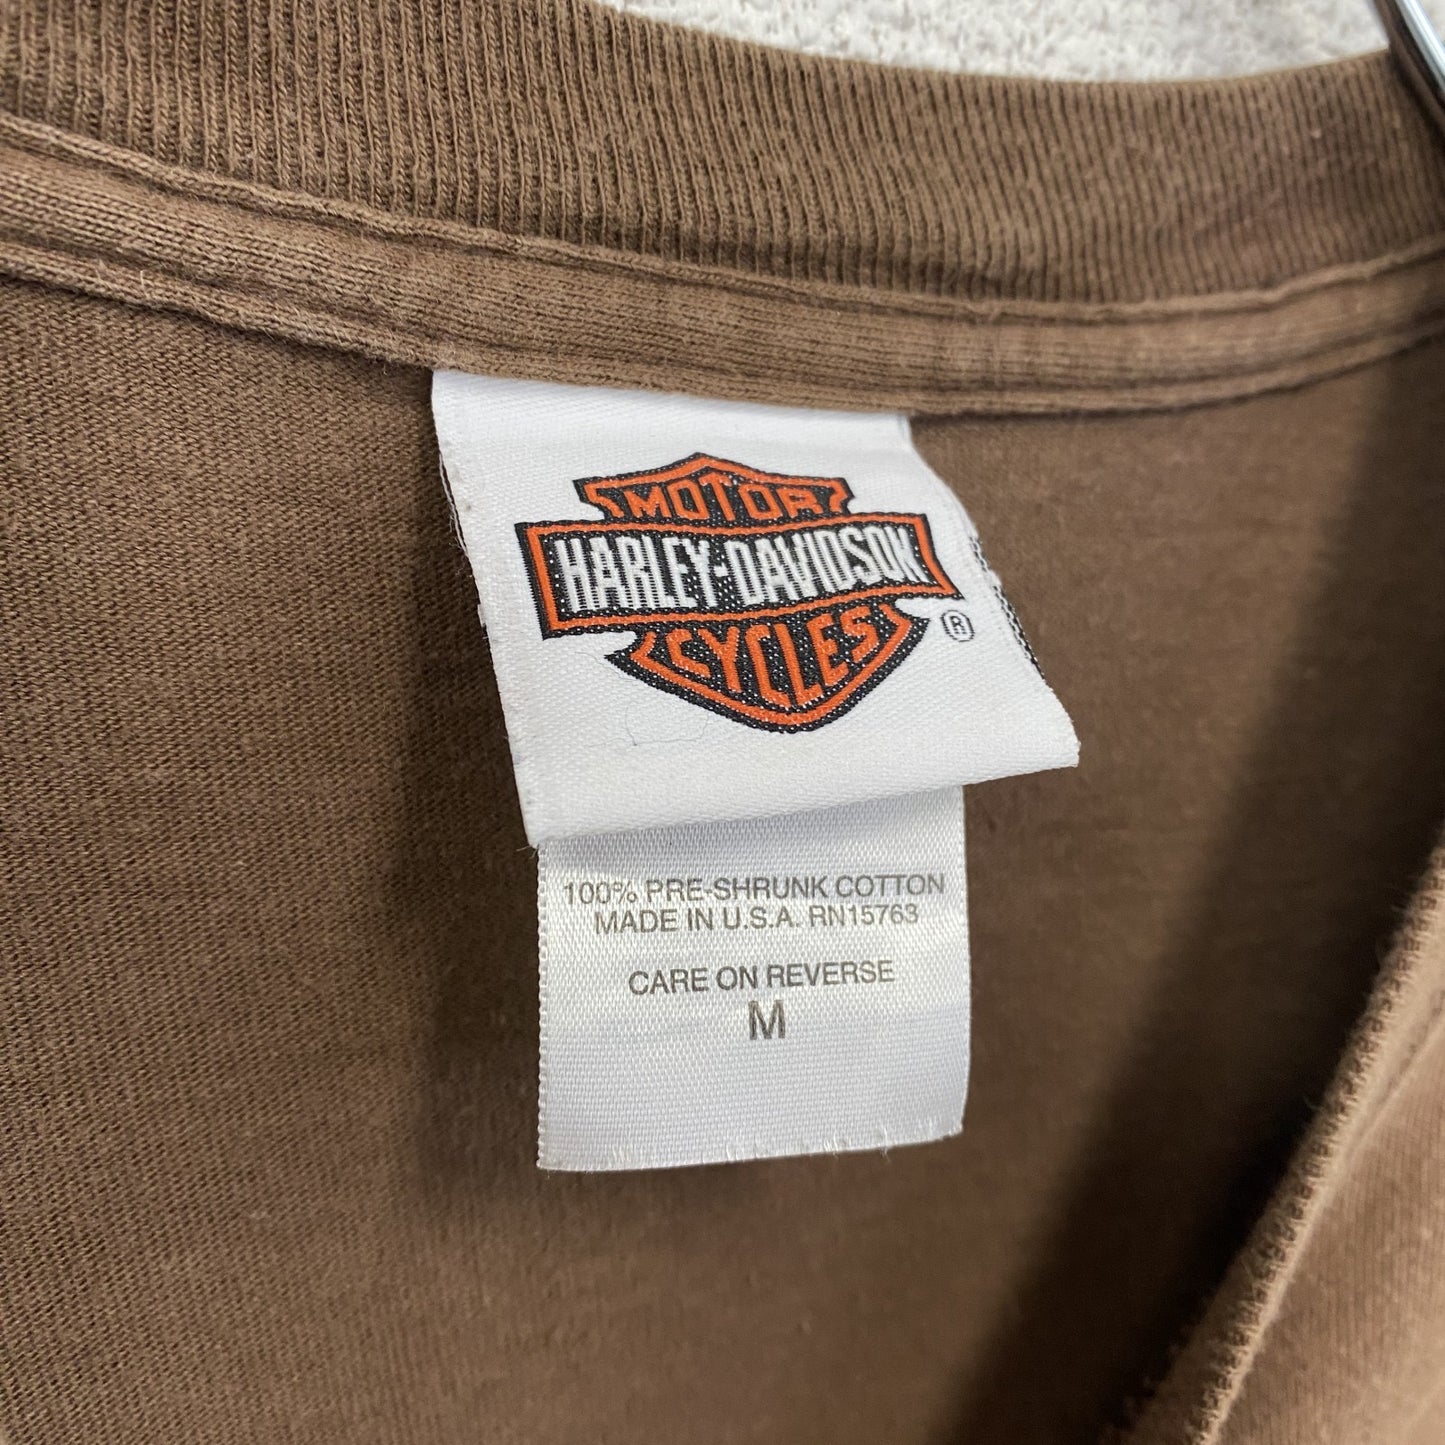 MOTOR
HARLEY-DAVIDSON
CYCLES ®
100% PRE-SHRUNK COTTON
MADE IN U.S.A. RN15763
CARE ON REVERSE
M